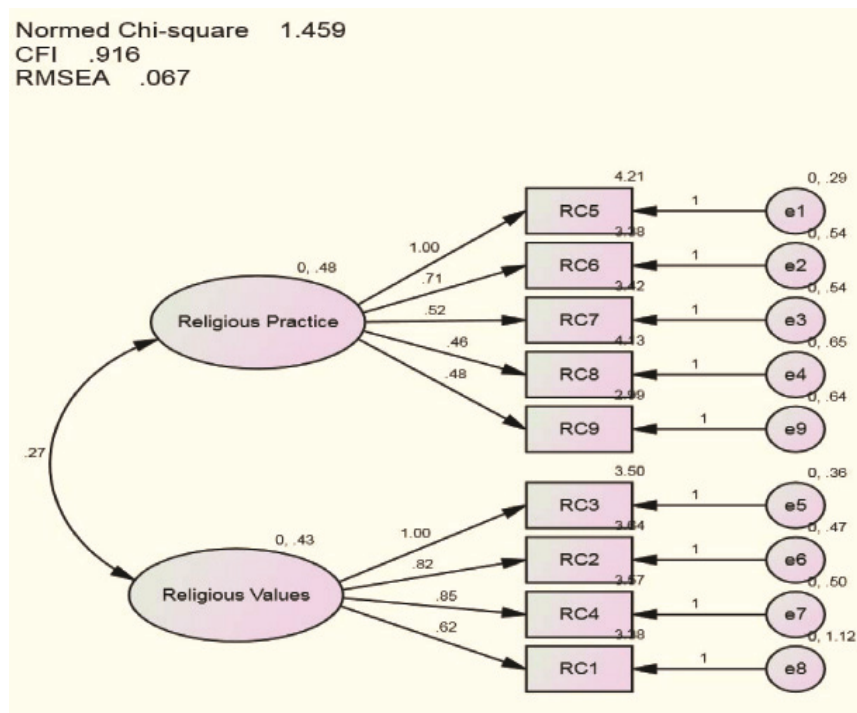 Normed Chi-square 1.459
CFI .916
RMSEA .067
4.21 0, .29
RC5 1 e1
1.00 3.38 0, .54
0, .48 .71 RC6 1 e2
3.42 0, .54
Religious Practice .52 RC7 1 e3
4.13 0, .65
.46 RC8 1 e4
.48 2.99 0, .64
RC9 1 e9
.27
3.50 0, .36
RC3 1 e5
1.00 0, .47
0, .43 .82 RC2 1 e6
3.57 0, .50
Religious Values .85 RC4 1 e7
.62 3.38 0, 1.12
RC1 1 e8